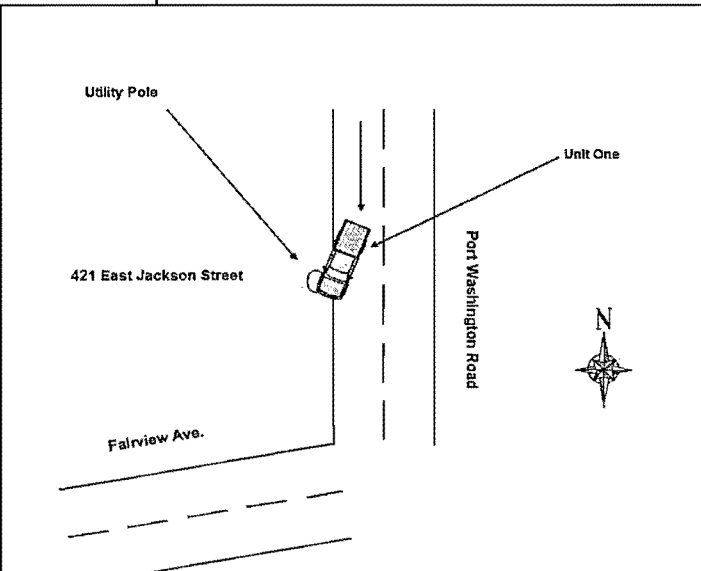 Utility Pole
Unit One
421 East Jackson Street
Port Washington Road
N
Fairview Ave.